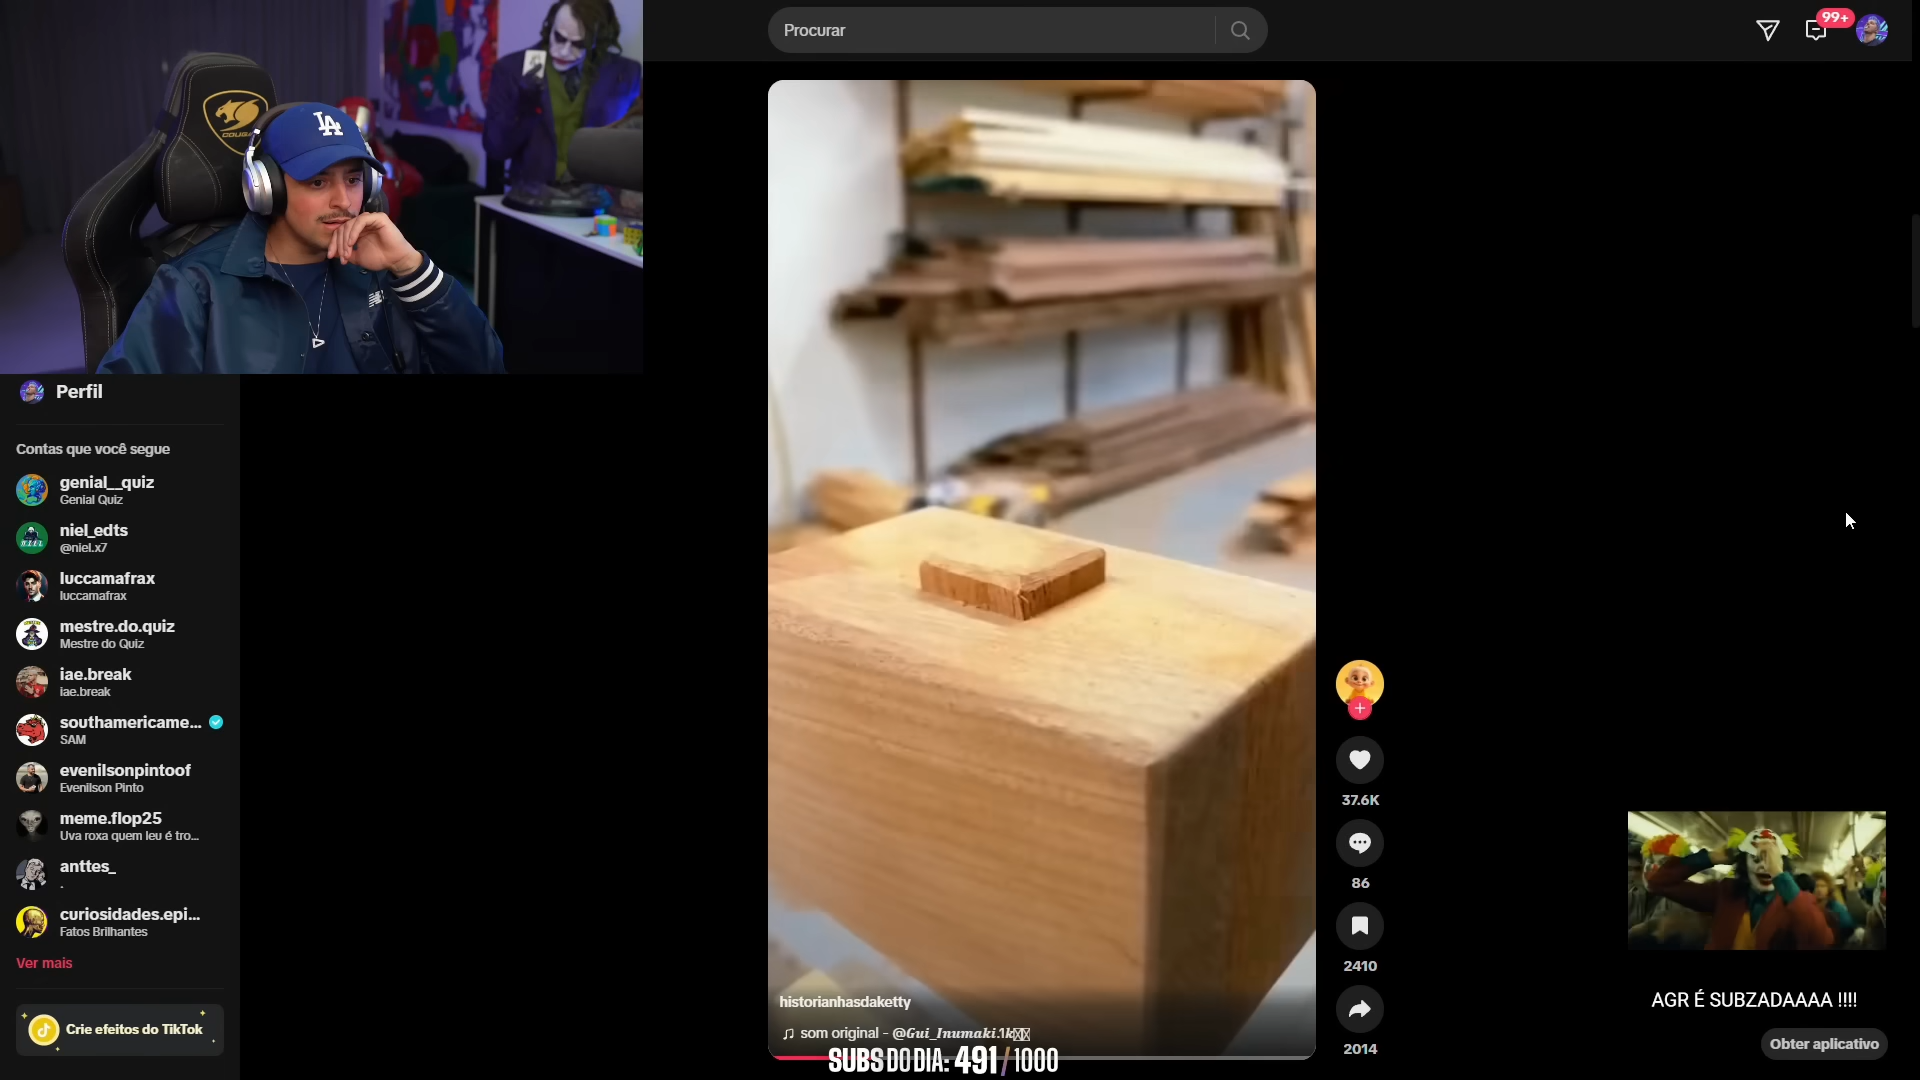 COUGAR
LA
Procurar
99+
Perfil
Contas que você segue
genial__quiz
Genial Quiz
niel_edts
@niel.x7
luccamafrax
luccamafrax
mestre.do.quiz
Mestre do Quiz
iae.break
iae.break
southamericame...
SAM
evenilsonpintoof
Evenilson Pinto
meme.flop25
Uva roxa quem leu é tro...
anttes_
.
curiosidades.epi...
Fatos Brilhantes
Ver mais
Crie efeitos do TikTok
37.6K
86
2410
2014
historianhasdaketty
som original - @Gui_Inumaki.1k
SUBS DO DIA: 491 / 1000
AGR É SUBZADAAAA !!!!
Obter aplicativo